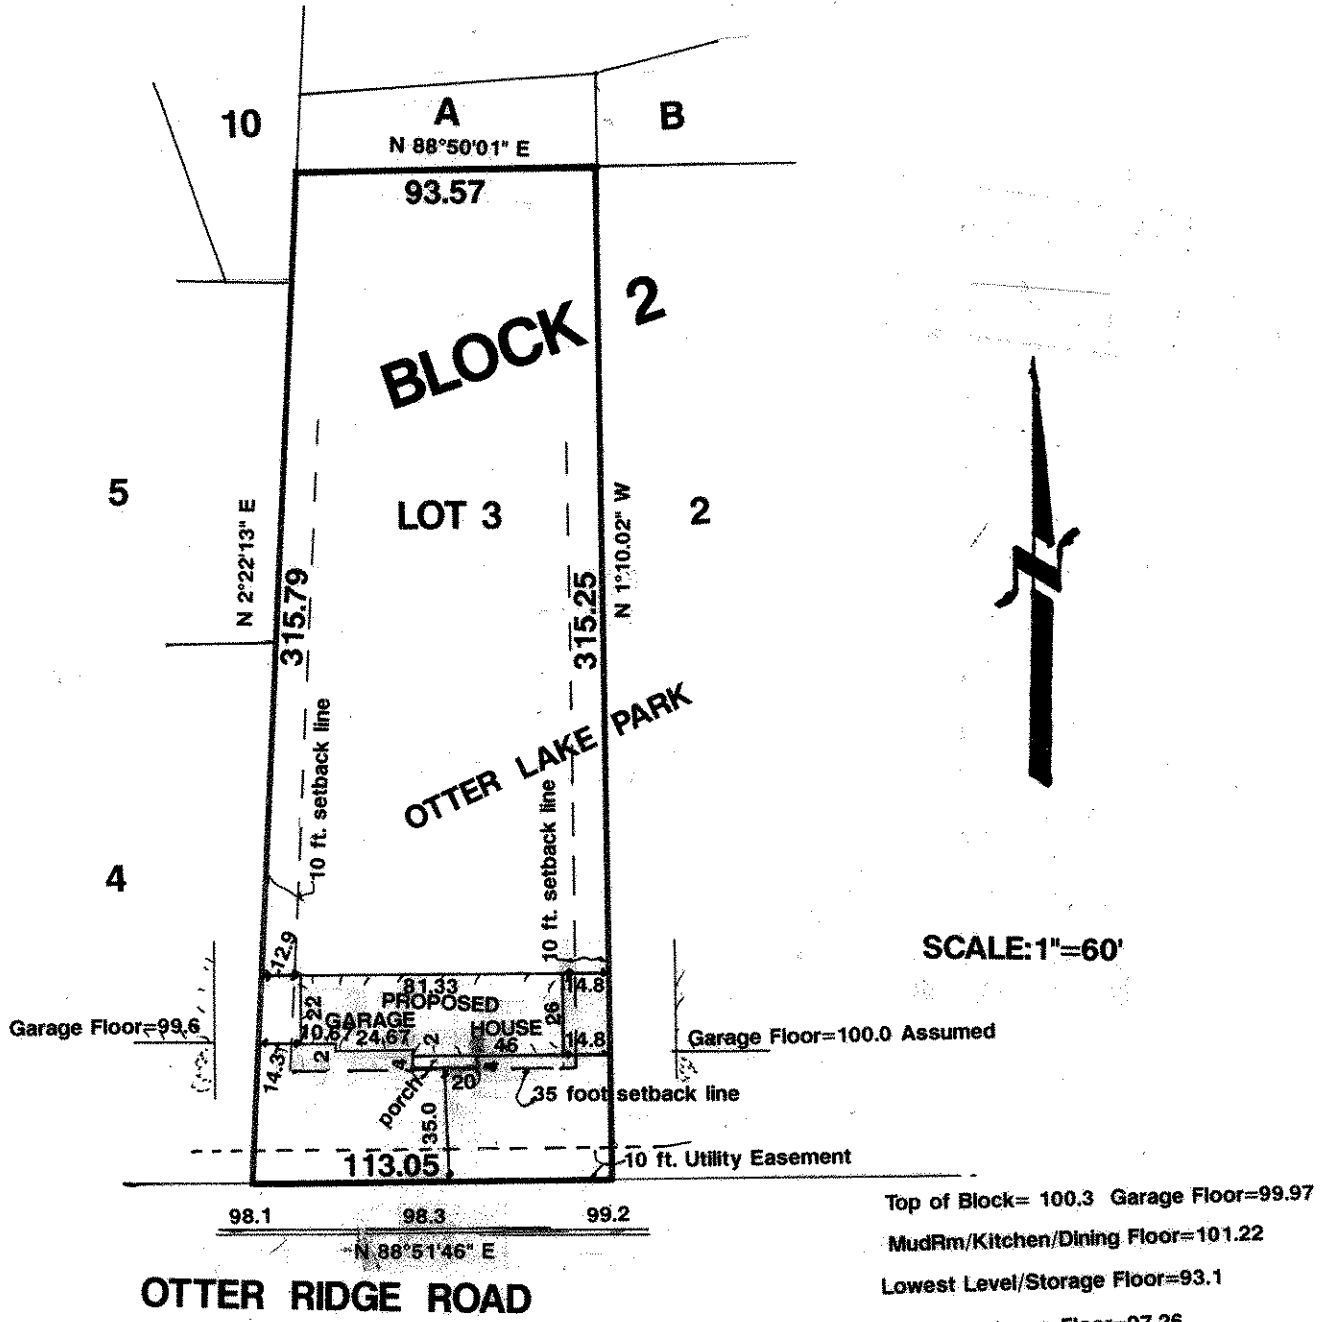 10
A
B
N 88°50'01" E
93.57
BLOCK 2
5
LOT 3
2
N 2°22'13" E
315.79
315.25
N 1°10.02" W
OTTER LAKE PARK
10 ft. setback line
10 ft. setback line
4
SCALE:1"=60'
12.9
81.33
14.8
PROPOSED
22
GARAGE
26
HOUSE
Garage Floor=99.6
10.67
24.67
2
46
14.8
Garage Floor=100.0 Assumed
14.3
2
4
4
20
porch
35 foot setback line
35.0
113.05
10 ft. Utility Easement
98.1
98.3
99.2
N 88°51'46" E
OTTER RIDGE ROAD
Top of Block= 100.3 Garage Floor=99.97
MudRm/Kitchen/Dining Floor=101.22
Lowest Level/Storage Floor=93.1
Floor=97.26